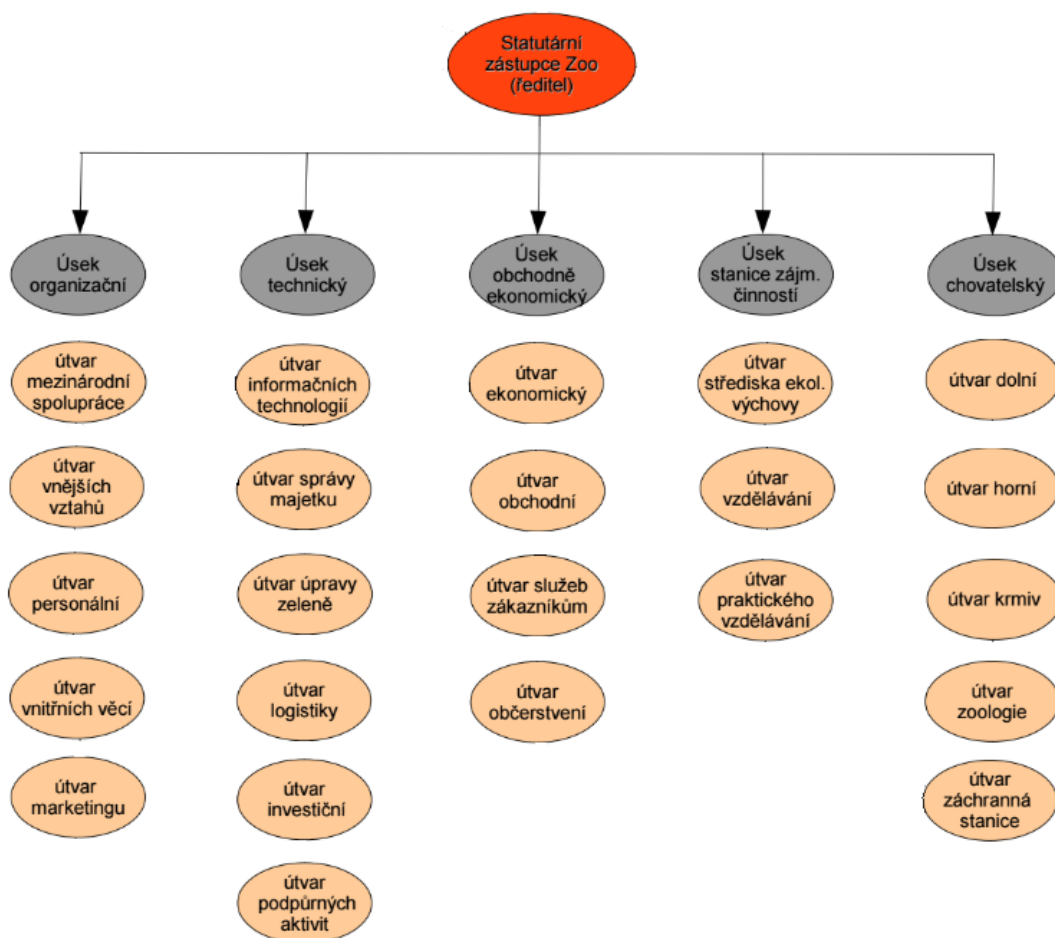 Statutární
zástupce Zoo
(ředitel)
Úsek
organizační
Úsek
technický
Úsek
obchodně
ekonomický
Úsek
stanice zájm.
činností
Úsek
chovatelský
útvar
mezinárodní
spolupráce
útvar
informačních
technologií
útvar
ekonomický
útvar
střediska ekol.
výchovy
útvar dolní
útvar
vnějších
vztahů
útvar správy
majetku
útvar
obchodní
útvar
vzdělávání
útvar horní
útvar
personální
útvar úpravy
zeleně
útvar služeb
zákazníkům
útvar
praktického
vzdělávání
útvar krmiv
útvar
vnitřních věcí
útvar
logistiky
útvar
občerstvení
útvar
zoologie
útvar
marketingu
útvar
investiční
útvar
záchranná
stanice
útvar
podpůrných
aktivit